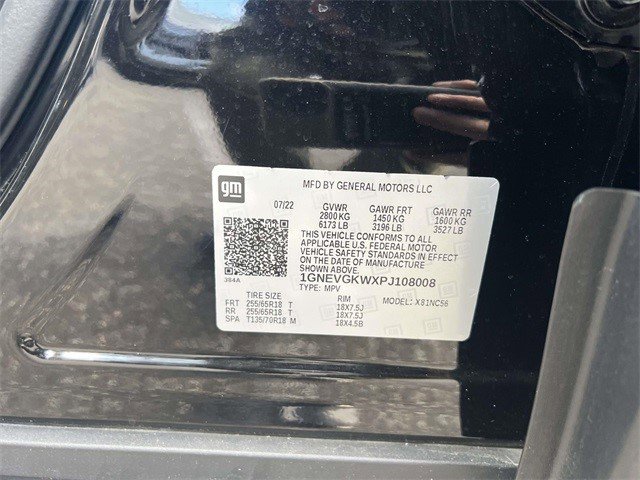 gm
MFD BY GENERAL MOTORS LLC
07/22 GVWR GAWR FRT GAWR RR
2800 KG 1450 KG 1600 KG
6173 LB 3196 LB 3527 LB
THIS VEHICLE CONFORMS TO ALL
APPLICABLE U.S. FEDERAL MOTOR
VEHICLE SAFETY STANDARDS IN EFFECT
ON THE DATE OF MANUFACTURE
1GNEVGKWXPJ108008
TYPE: MPV MODEL: X81NC56
TIRE SIZE RIM
FRT 255/65R18 T 18X7.5J
RR 255/65R18 T 18X7.5J
SPA T135/70R18 M 18X4.5B